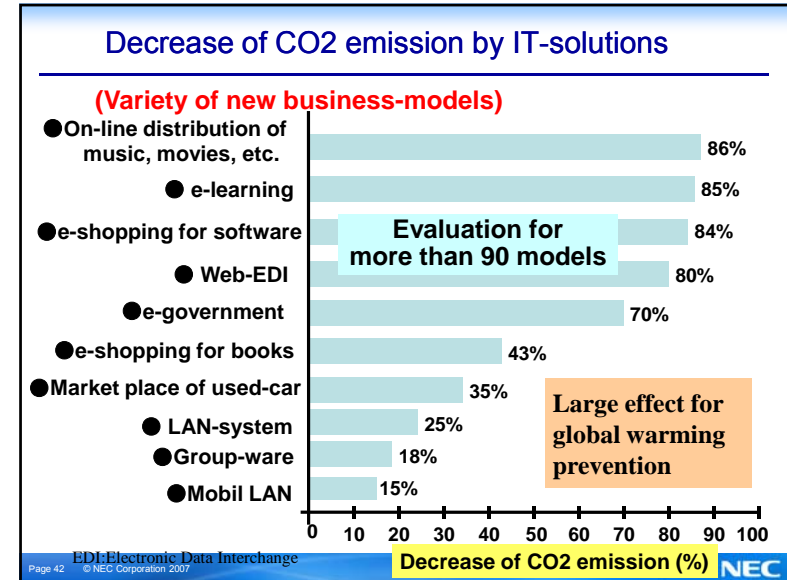 Decrease of CO2 emission by IT-solutions
(Variety of new business-models)
●On-line distribution of
music, movies, etc.
86%
● e-learning
85%
●e-shopping for software
84%
Evaluation for
more than 90 models
● Web-EDI
80%
●e-government
70%
●e-shopping for books
43%
●Market place of used-car
35%
● LAN-system
25%
●Group-ware
18%
●Mobil LAN
15%
Large effect for
global warming
prevention
0 10 20 30 40 50 60 70 80 90 100
EDI:Electronic Data Interchange
Decrease of CO2 emission (%)
Page 42 © NEC Corporation 2007
NEC